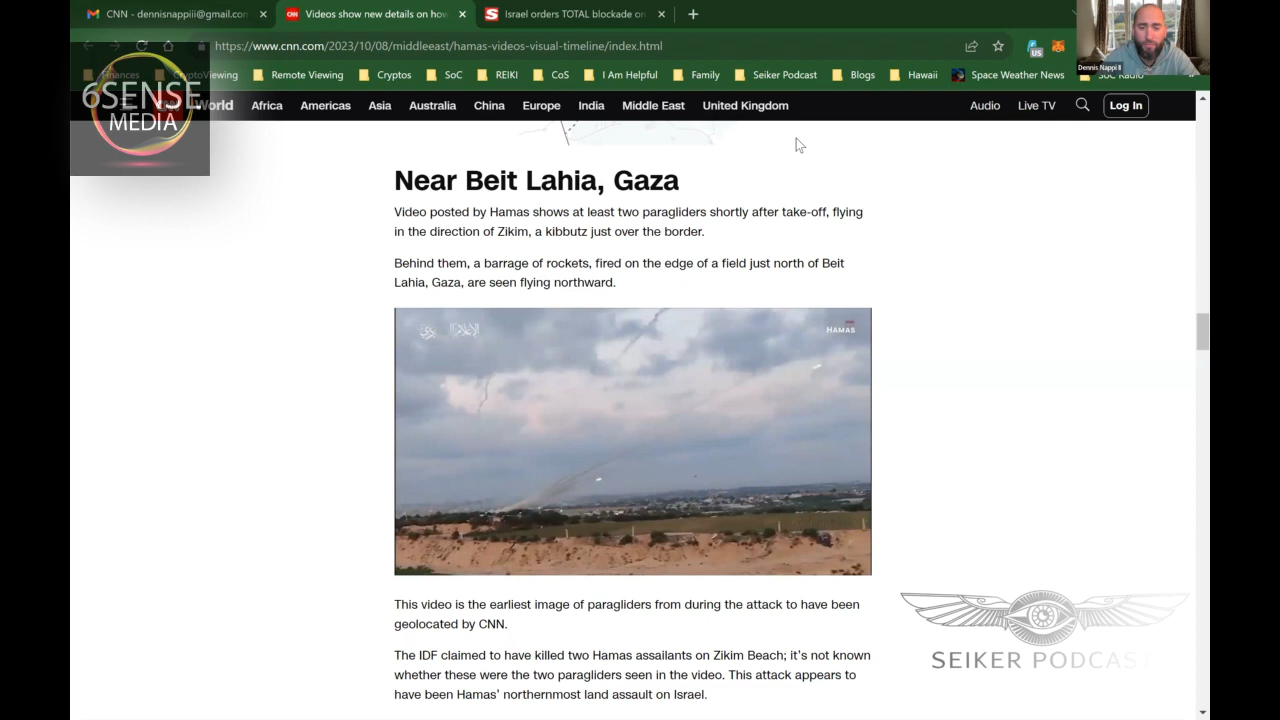 CNN - dennisnappiii@gmail.con
Videos show new details on how
Israel orders TOTAL blockade on
https://www.cnn.com/2023/10/08/middleeast/hamas-videos-visual-timeline/index.html
US
Dennis Nappi II
Finances
CryptoViewing
Remote Viewing
Cryptos
SoC
REIKI
CoS
I Am Helpful
Family
Seiker Podcast
Blogs
Hawaii
Space Weather News
SoC Radio
6SENSE
MEDIA
World
Africa
Americas
Asia
Australia
China
Europe
India
Middle East
United Kingdom
Audio
Live TV
Log In
Near Beit Lahia, Gaza
Video posted by Hamas shows at least two paragliders shortly after take-off, flying
in the direction of Zikim, a kibbutz just over the border.
Behind them, a barrage of rockets, fired on the edge of a field just north of Beit
Lahia, Gaza, are seen flying northward.
HAMAS
This video is the earliest image of paragliders from during the attack to have been
geolocated by CNN.
The IDF claimed to have killed two Hamas assailants on Zikim Beach; it's not known
whether these were the two paragliders seen in the video. This attack appears to
have been Hamas' northernmost land assault on Israel.
SEIKER PODCAST